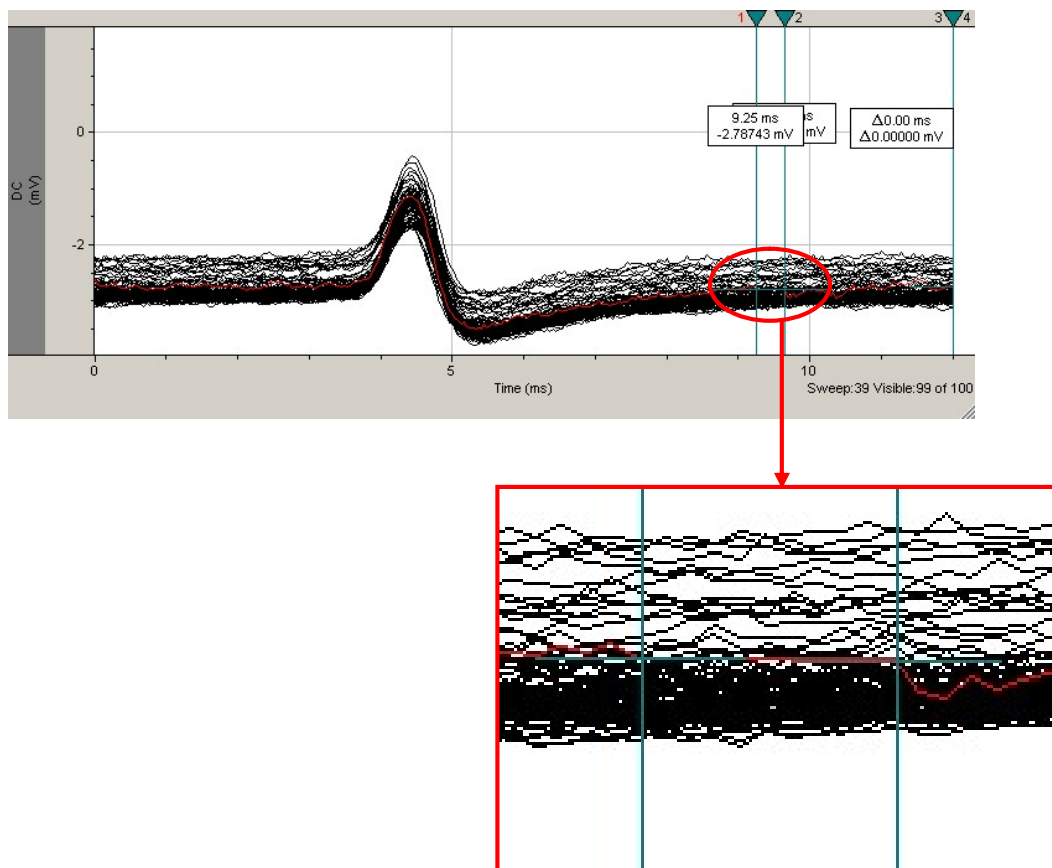 1 2 3 4
0
9.25 ms
-2.78743 mV
s
mV
Δ0.00 ms
Δ0.00000 mV
DC
(mV)
-2
0 5 10
Time (ms)
Sweep:39 Visible:99 of 100